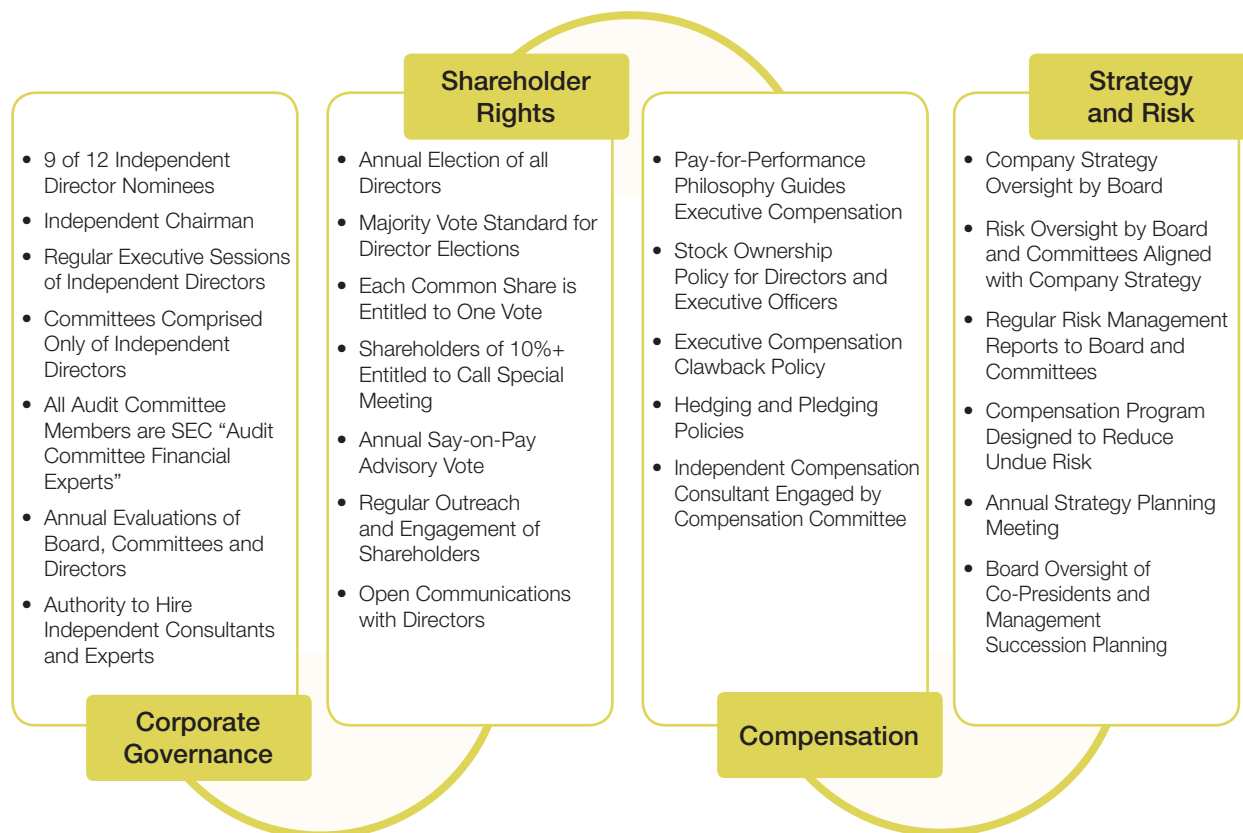 • 9 of 12 Independent
Director Nominees
• Independent Chairman
• Regular Executive Sessions
of Independent Directors
• Committees Comprised
Only of Independent
Directors
• All Audit Committee
Members are SEC “Audit
Committee Financial
Experts”
• Annual Evaluations of
Board, Committees and
Directors
• Authority to Hire
Independent Consultants
and Experts
Corporate
Governance
Shareholder
Rights
• Annual Election of all
Directors
• Majority Vote Standard for
Director Elections
• Each Common Share is
Entitled to One Vote
• Shareholders of 10%+
Entitled to Call Special
Meeting
• Annual Say-on-Pay
Advisory Vote
• Regular Outreach
and Engagement of
Shareholders
• Open Communications
with Directors
• Pay-for-Performance
Philosophy Guides
Executive Compensation
• Stock Ownership
Policy for Directors and
Executive Officers
• Executive Compensation
Clawback Policy
• Hedging and Pledging
Policies
• Independent Compensation
Consultant Engaged by
Compensation Committee
Compensation
Strategy
and Risk
• Company Strategy
Oversight by Board
• Risk Oversight by Board
and Committees Aligned
with Company Strategy
• Regular Risk Management
Reports to Board and
Committees
• Compensation Program
Designed to Reduce
Undue Risk
• Annual Strategy Planning
Meeting
• Board Oversight of
Co-Presidents and
Management
Succession Planning